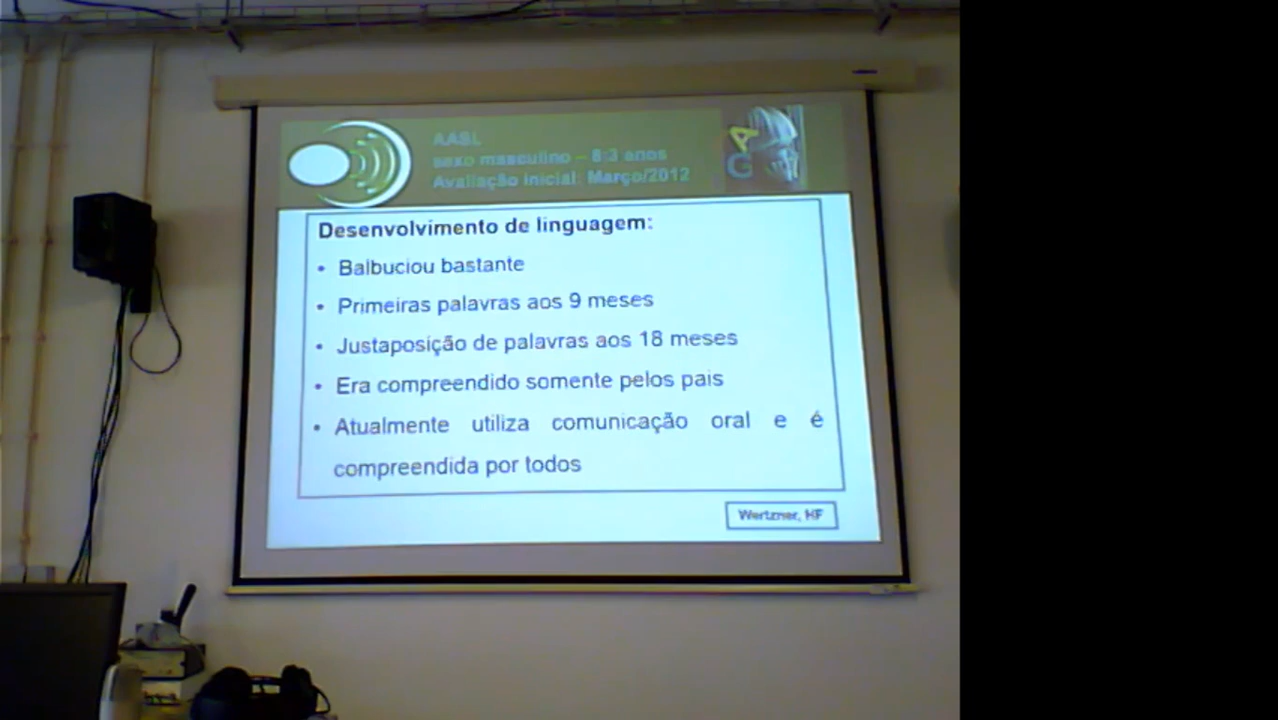 AASL
sexo masculino – 8:3 anos
Avaliação inicial: Março/2012
A
G
Desenvolvimento de linguagem:
• Balbuciou bastante
• Primeiras palavras aos 9 meses
• Justaposição de palavras aos 18 meses
• Era compreendido somente pelos pais
• Atualmente utiliza comunicação oral e é
compreendida por todos
Wertzner, HF